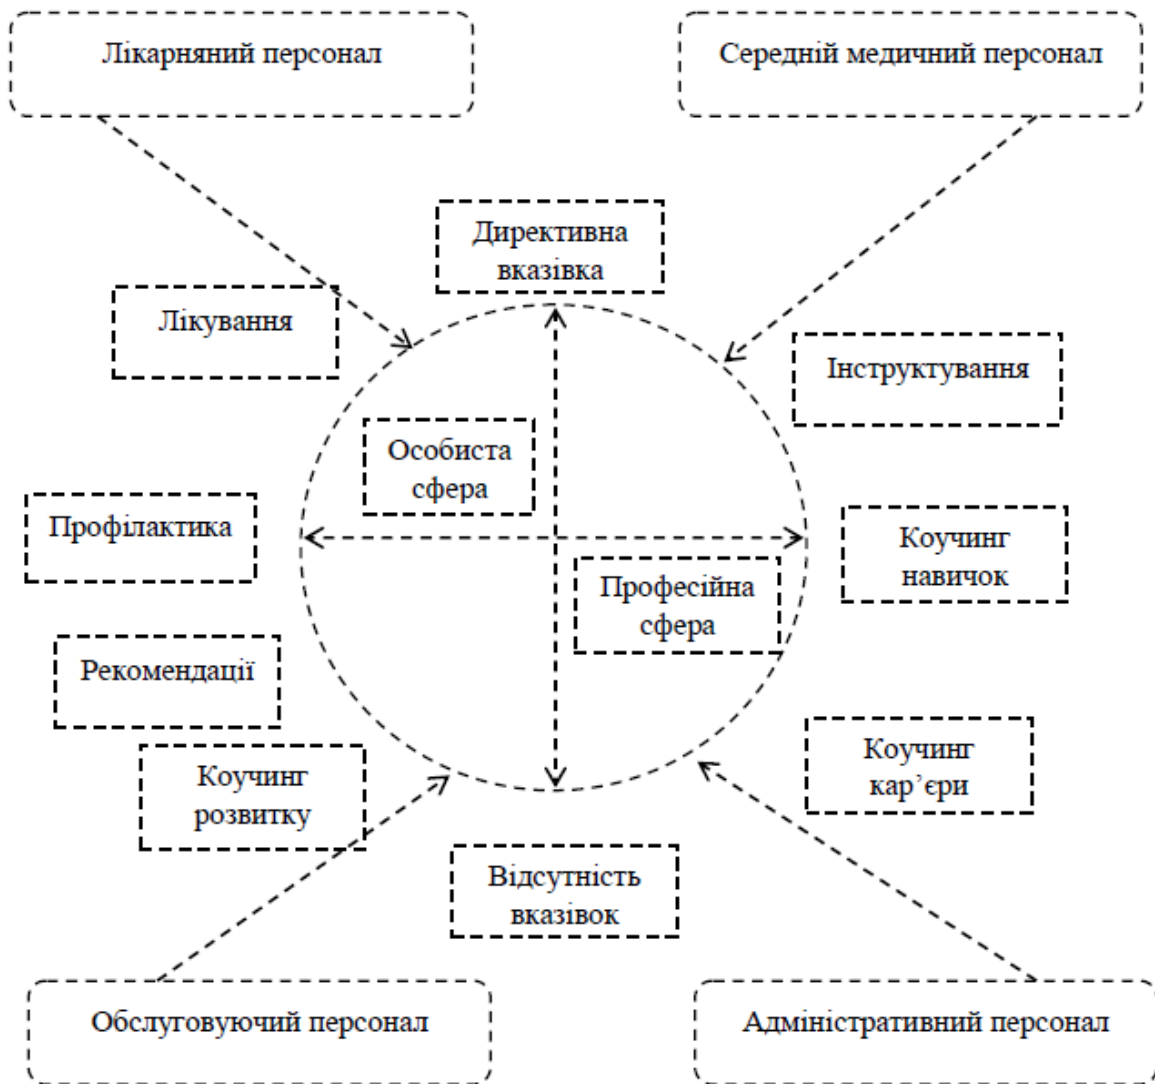 Лікарняний персонал
Середній медичний персонал
Директивна
вказівка
Лікування
Інструктування
Особиста
сфера
Профілактика
Коучинг
навичок
Професійна
сфера
Рекомендації
Коучинг
розвитку
Коучинг
кар’єри
Відсутність
вказівок
Обслуговуючий персонал
Адміністративний персонал